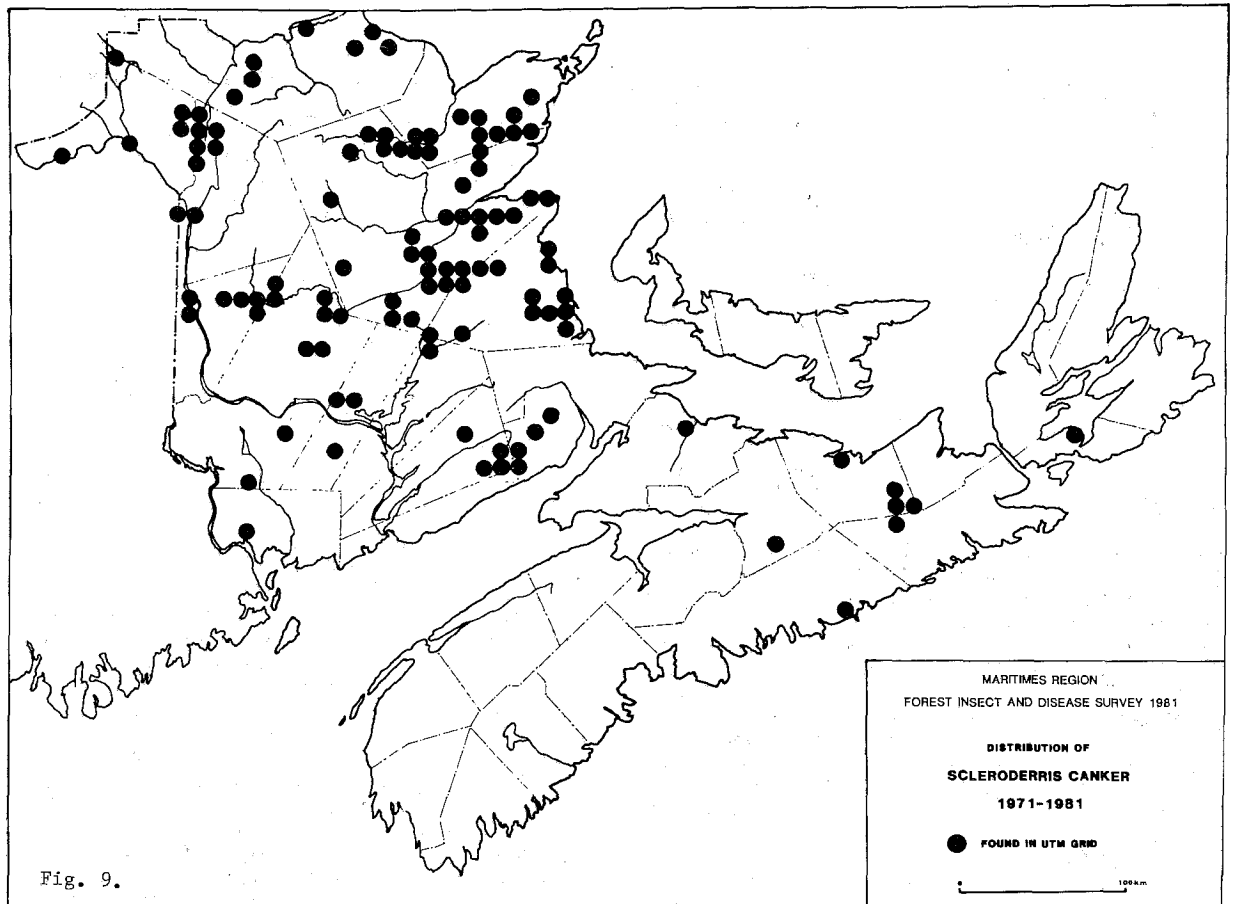 MARITIMES REGION
FOREST INSECT AND DISEASE SURVEY 1981
DISTRIBUTION OF
SCLERODERRIS CANKER
1971-1981
FOUND IN UTM GRID
0 100km
Fig. 9.